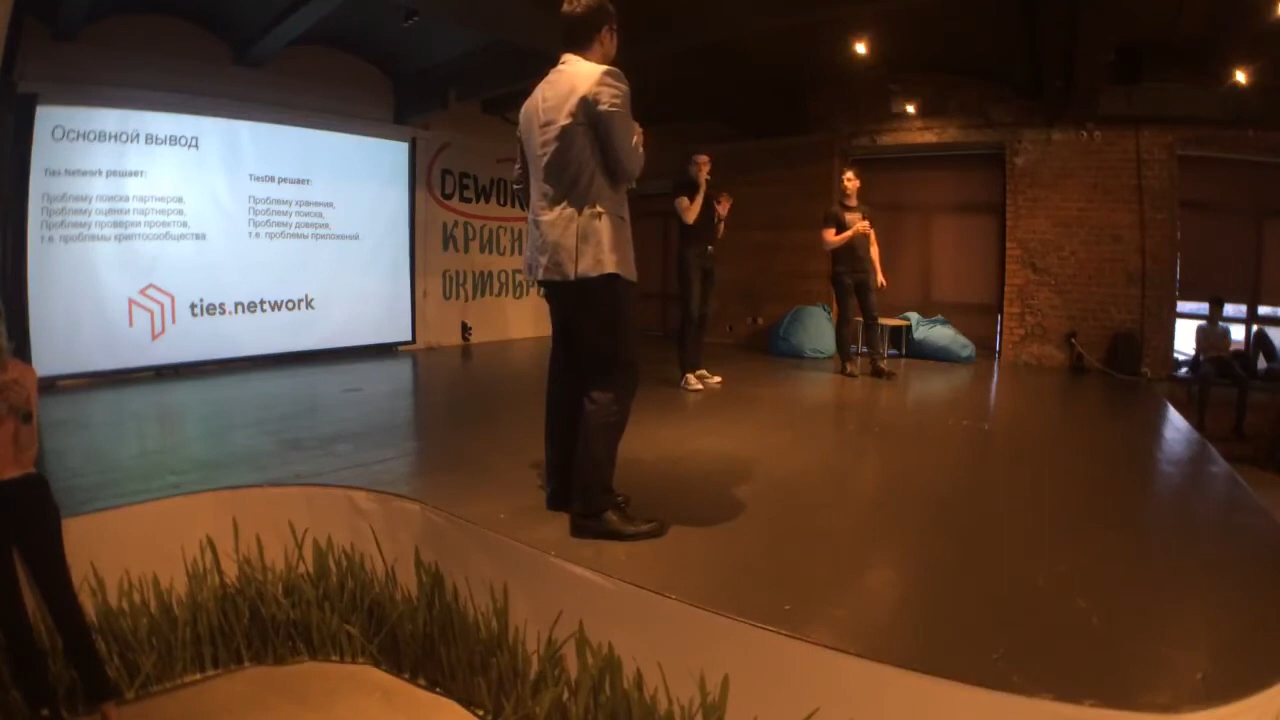 Основной вывод
Ties.Network решает:
Проблему поиска партнеров,
Проблему оценки партнеров,
Проблему проверки проектов,
т.е. проблемы криптосообщества.
TiesDB решает:
Проблему хранения,
Проблему поиска,
Проблему доверия,
т.е. проблемы приложений.
ties.network
DEWOR
КРАСН
ОКТЯБР